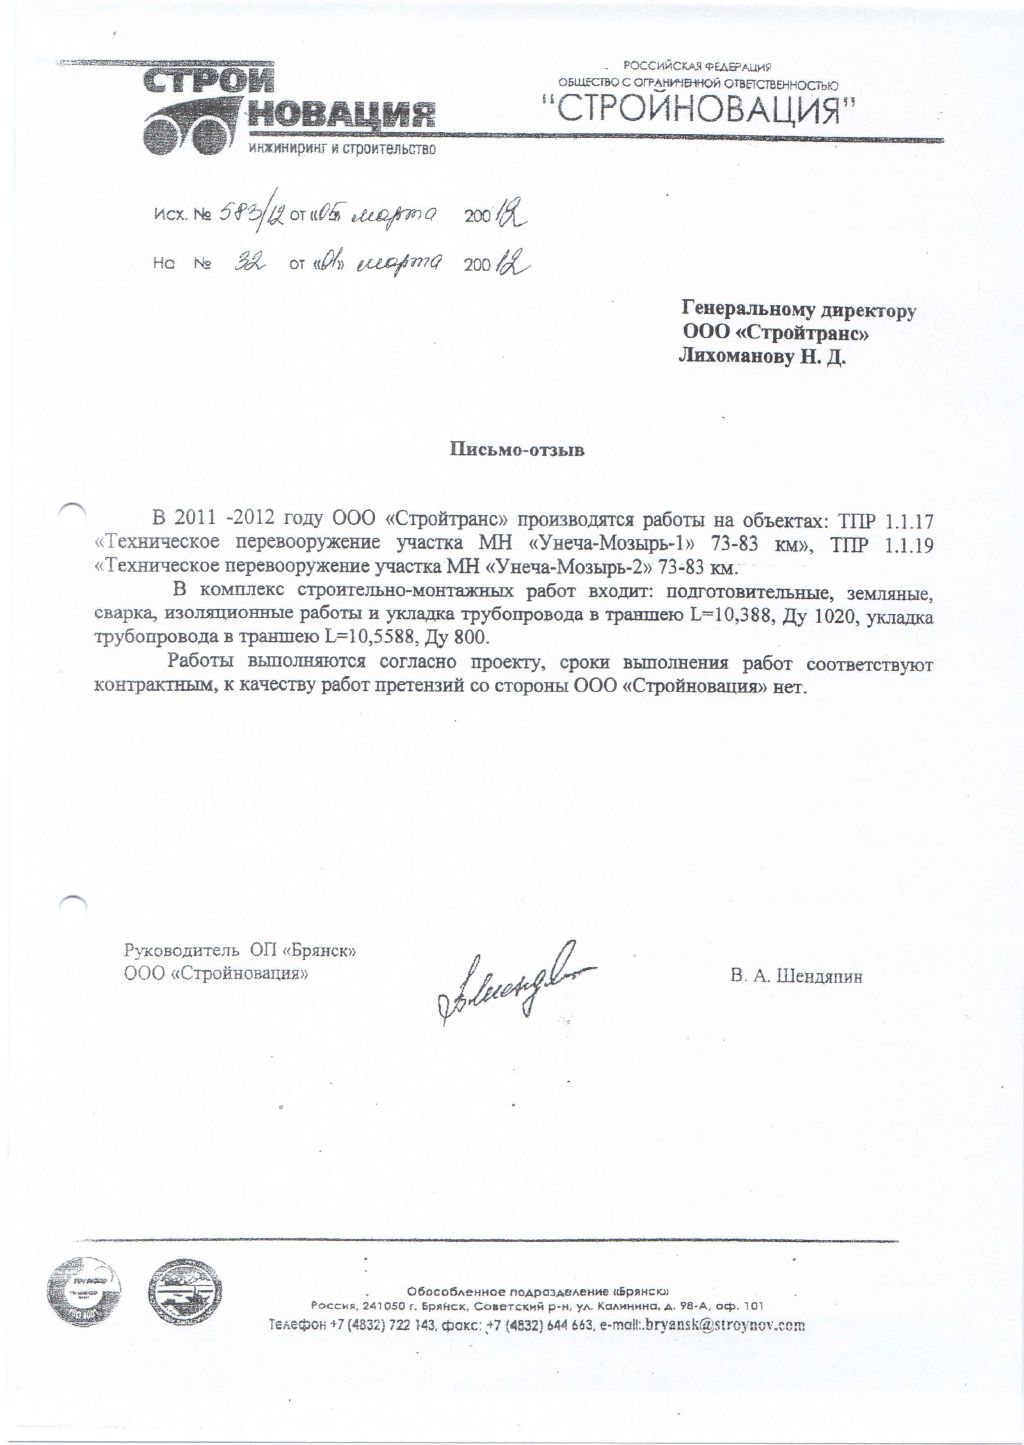 СТРОЙ
НОВАЦИЯ
ИНЖИНИРИНГ И СТРОИТЕЛЬСТВО
РОССИЙСКАЯ ФЕДЕРАЦИЯ
ОБЩЕСТВО С ОГРАНИЧЕННОЙ ОТВЕТСТВЕННОСТЬЮ
"СТРОЙНОВАЦИЯ"
Исх. № 583/12 от «05» марта 20012
На № 32 от «01» марта 20012
Генеральному директору
ООО «Стройтранс»
Лихоманову Н. Д.
Письмо-отзыв
В 2011 -2012 году ООО «Стройтранс» производятся работы на объектах: ТПР 1.1.17
«Техническое перевооружение участка МН «Унеча-Мозырь-1» 73-83 км», ТПР 1.1.19
«Техническое перевооружение участка МН «Унеча-Мозырь-2» 73-83 км.
В комплекс строительно-монтажных работ входит: подготовительные, земляные,
сварка, изоляционные работы и укладка трубопровода в траншею L=10,388, Ду 1020, укладка
трубопровода в траншею L=10,5588, Ду 800.
Работы выполняются согласно проекту, сроки выполнения работ соответствуют
контрактным, к качеству работ претензий со стороны ООО «Стройновация» нет.
Руководитель ОП «Брянск»
ООО «Стройновация»
В. А. Шендяпин
Обособленное подразделение «Брянск»
Россия, 241050 г. Брянск, Советский р-н, ул. Калинина, д. 98-А, оф. 101
Телефон +7 (4832) 722 143, факс: +7 (4832) 644 663, e-mail:.bryansk@stroynov.com